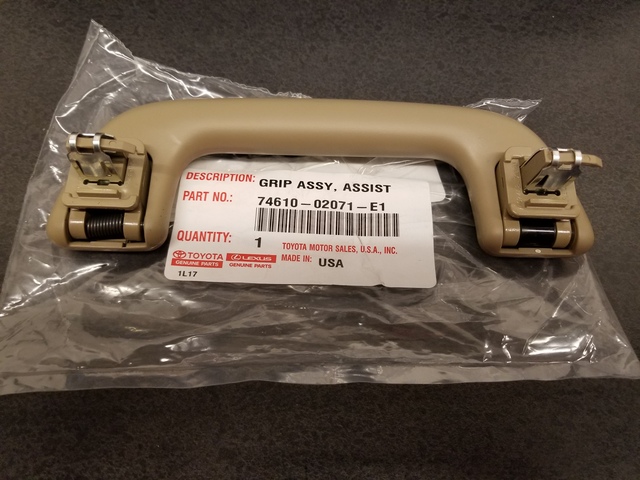 DESCRIPTION: GRIP ASSY, ASSIST
PART NO.: 74610-02071-E1
QUANTITY: 1
TOYOTA MOTOR SALES, U.S.A., INC.
TOYOTA LEXUS MADE IN: USA
GENUINE PARTS GENUINE PARTS
1L17